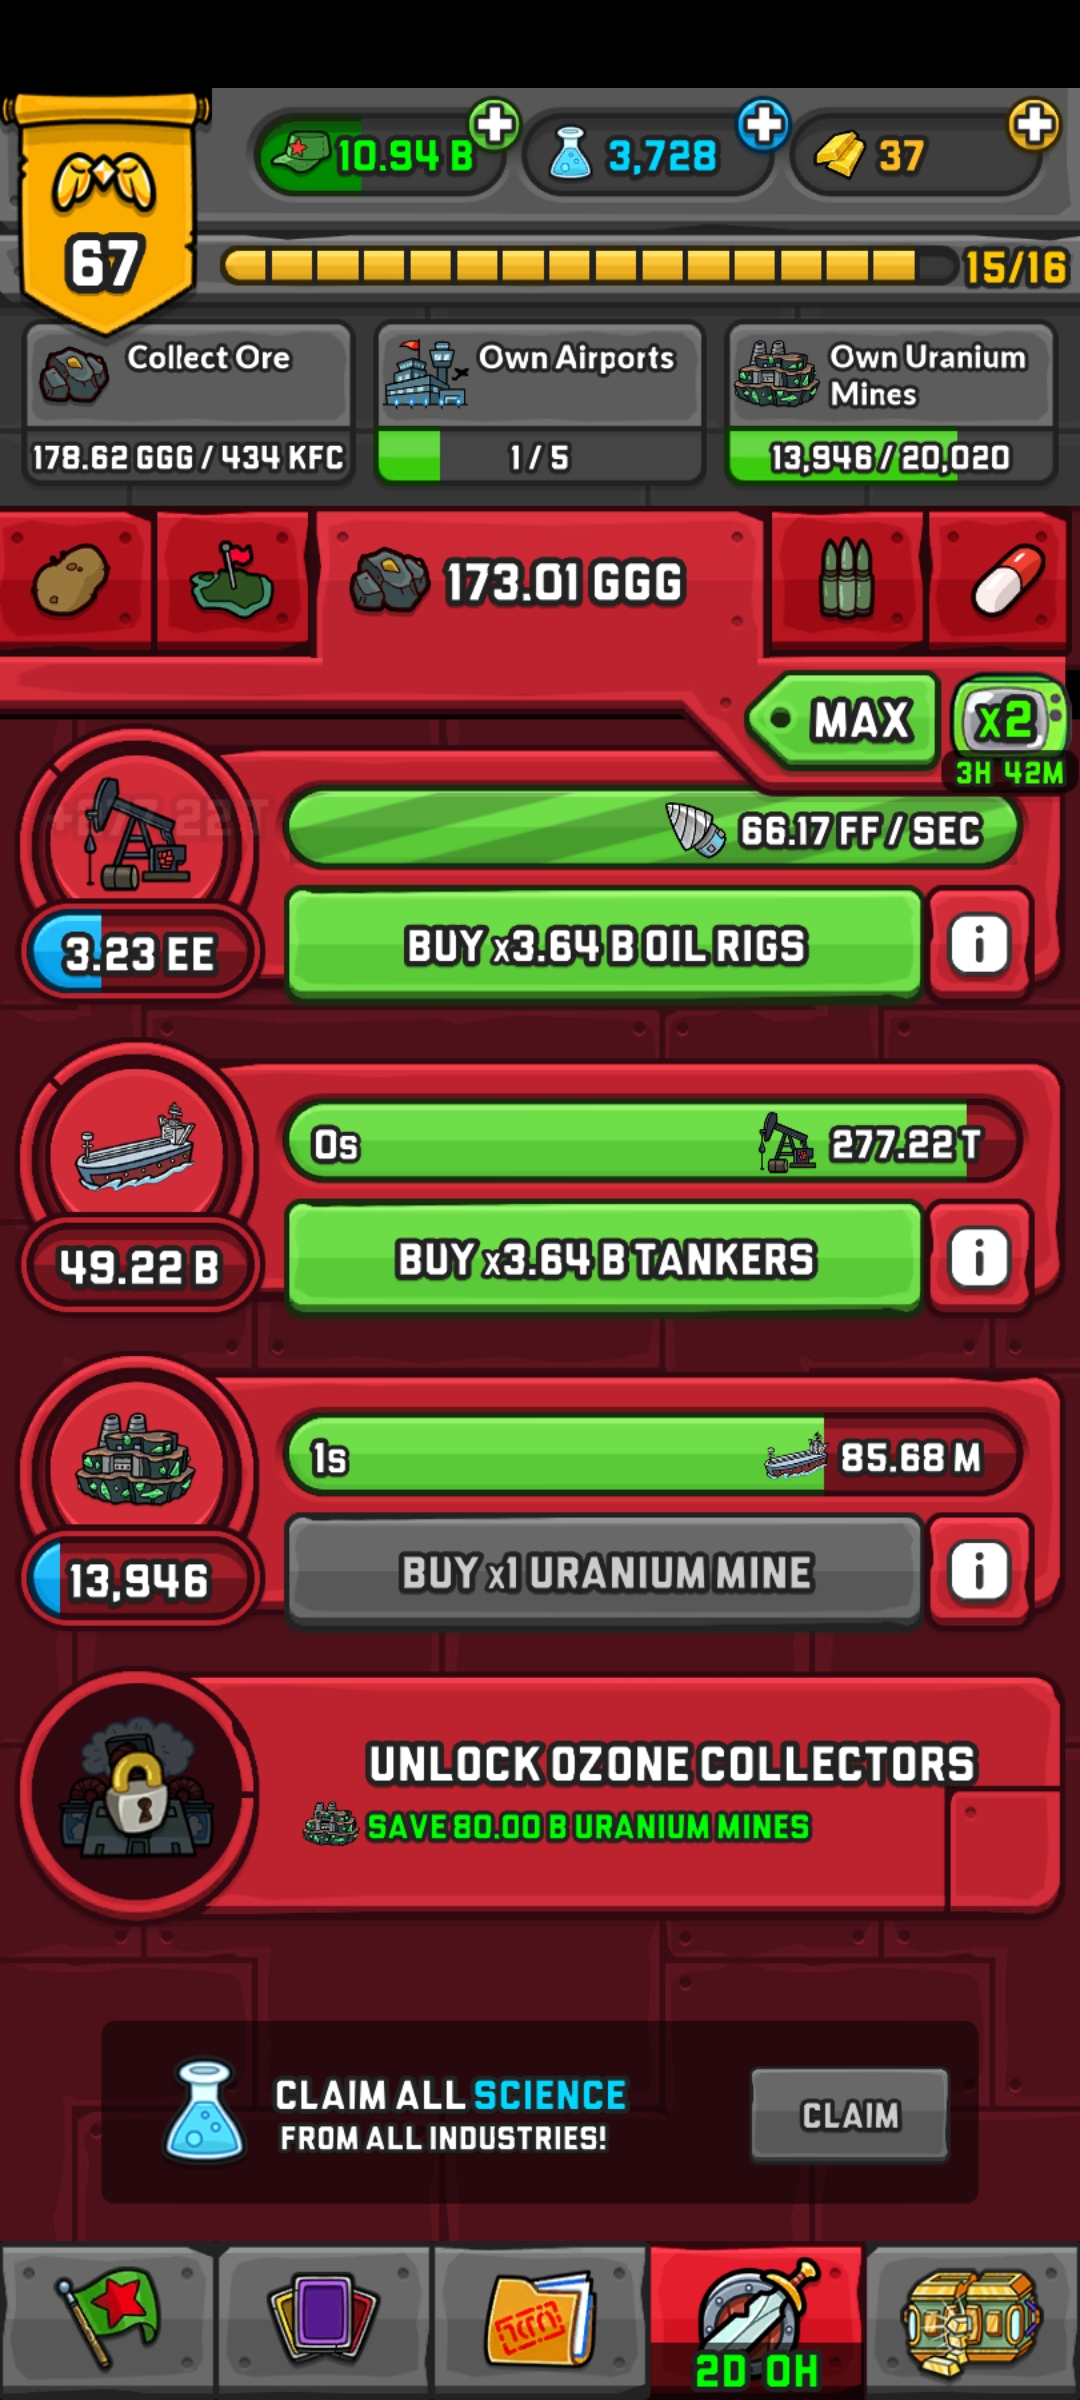 10.94 B
3,728
37
67
15/16
Collect Ore
178.62 GGG / 434 KFC
Own Airports
1 / 5
Own Uranium
Mines
13,946 / 20,020
173.01 GGG
MAX
x2
3H 42M
+277.22 T
66.17 FF / SEC
3.23 EE
BUY x3.64 B OIL RIGS
i
0s
277.22 T
49.22 B
BUY x3.64 B TANKERS
i
1s
85.68 M
13,946
BUY x1 URANIUM MINE
i
UNLOCK OZONE COLLECTORS
SAVE 80.00 B URANIUM MINES
CLAIM ALL SCIENCE
FROM ALL INDUSTRIES!
CLAIM
2D 0H